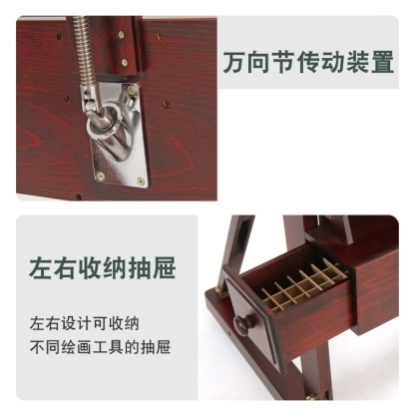 万向节传动装置
左右收纳抽屉
左右设计可收纳
不同绘画工具的抽屉